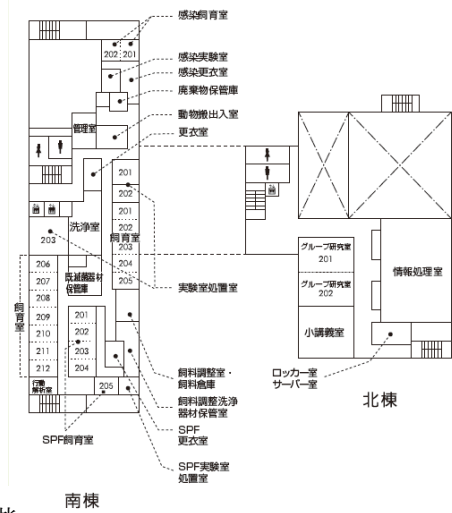 感染飼育室
202 201
感染実験室
感染更衣室
廃棄物保管庫
管理室
動物搬出入室
更衣室
201
202
201
202
飼育室
203
204
205
洗浄室
203
実験室処置室
既滅菌器材
保管庫
206
207
208
209
210
211
212
飼育室
行動
解析室
201
202
203
204
205
SPF飼育室
飼料調整室・
飼料倉庫
飼料調整洗浄
器材保管室
SPF
更衣室
SPF実験室
処置室
南棟
グループ研究室
201
グループ研究室
202
小講義室
情報処理室
ロッカー室
サーバー室
北棟